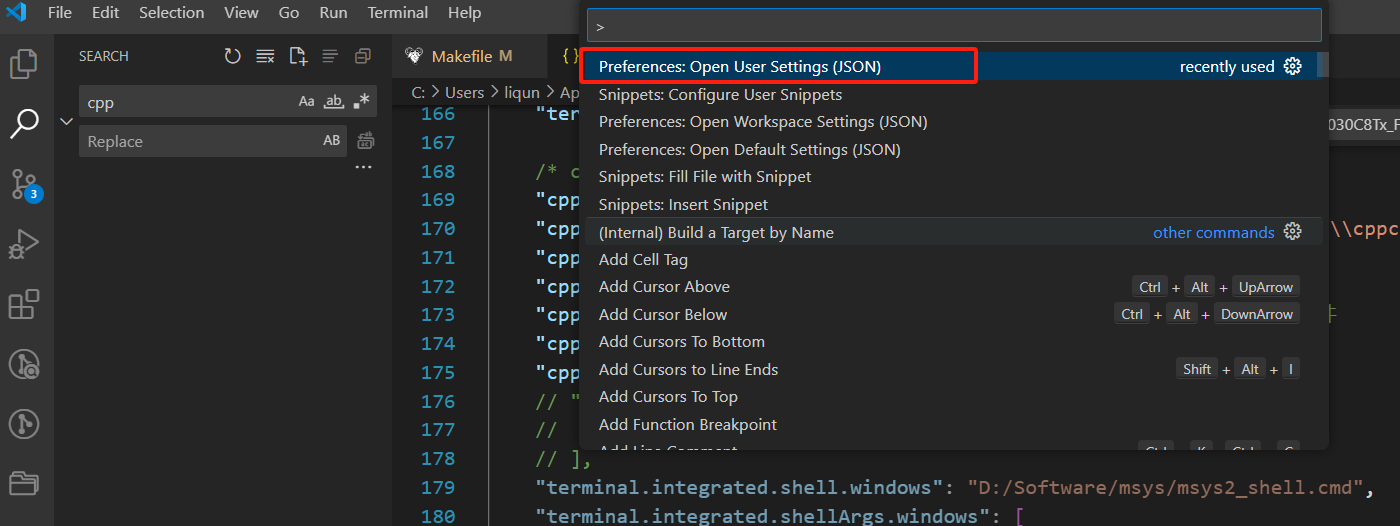 File Edit Selection View Go Run Terminal Help
SEARCH
cpp Aa ab
Replace AB
3
Makefile M {}
C: > Users > liqun >
>
Preferences: Open User Settings (JSON) recently used
Snippets: Configure User Snippets
Preferences: Open Workspace Settings (JSON)
Preferences: Open Default Settings (JSON)
Snippets: Fill File with Snippet
Snippets: Insert Snippet
(Internal) Build a Target by Name other commands
Add Cell Tag
Add Cursor Above Ctrl + Alt + UpArrow
Add Cursor Below Ctrl + Alt + DownArrow
Add Cursors To Bottom
Add Cursors to Line Ends Shift + Alt + I
Add Cursors To Top
Add Function Breakpoint
Add Line Comment
166 "ter
167
168 /* c
169 "cpp
170 "cpp \\cppc
171 "cpp
172 "cpp
173 "cpp
174 "cpp
175 "cpp
176 // "
177 //
178 // ],
179 "terminal.integrated.shell.windows": "D:/Software/msys/msys2_shell.cmd",
180 "terminal.integrated.shellArgs.windows": [